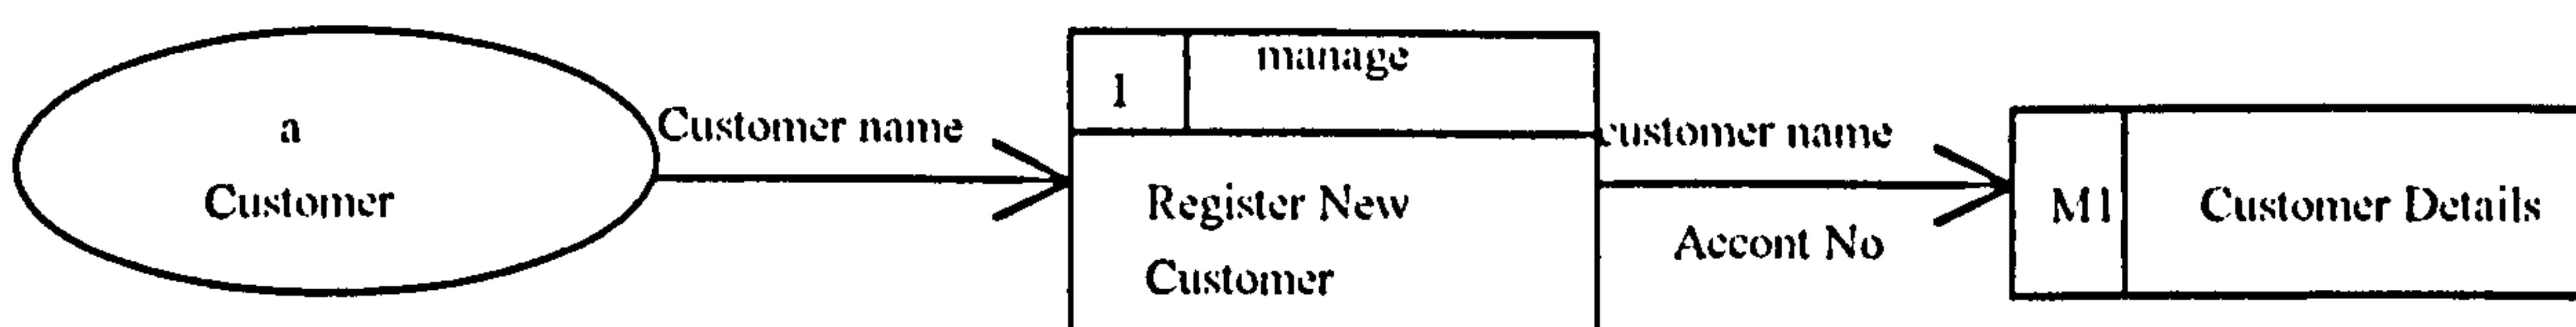 a
Customer
Customer name
1
manage
Register New
Customer
customer name
Accont No
M1
Customer Details